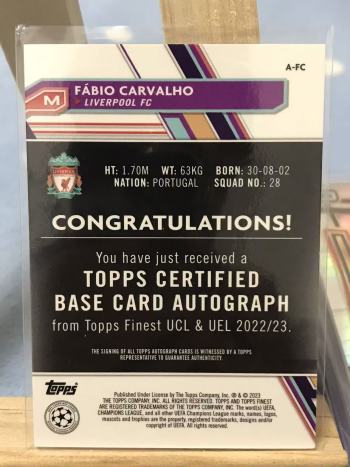 A-FC
M
FÁBIO CARVALHO
LIVERPOOL FC
HT: 1.70M WT: 63KG BORN: 30-08-02
NATION: PORTUGAL SQUAD NO.: 28
CONGRATULATIONS!
You have just received a
TOPPS CERTIFIED
BASE CARD AUTOGRAPH
from Topps Finest UCL & UEL 2022/23.
THE SIGNING OF ALL TOPPS AUTOGRAPH CARDS IS WITNESSED BY A TOPPS
REPRESENTATIVE TO GUARANTEE AUTHENTICITY.
topps
Published Under License by The Topps Company, Inc. ® & © 2023
THE TOPPS COMPANY, INC. ALL RIGHTS RESERVED. TOPPS AND TOPPS FINEST
ARE REGISTERED TRADEMARKS OF THE TOPPS COMPANY, INC. The word(s) UEFA,
CHAMPIONS LEAGUE, and all other UEFA Champions League marks, names, logos,
mascots and trophies are the property, registered trademarks, designs and/or
copyright of UEFA. All rights reserved.